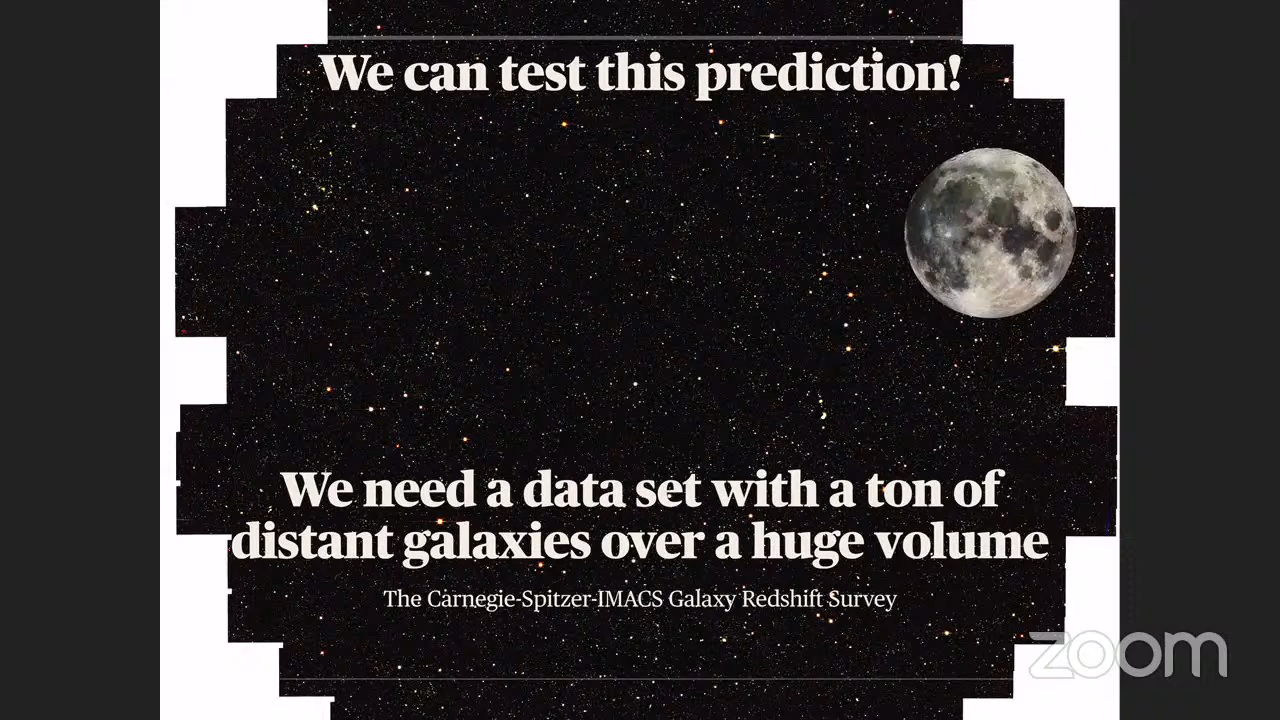 We can test this prediction!
We need a data set with a ton of
distant galaxies over a huge volume
The Carnegie-Spitzer-IMACS Galaxy Redshift Survey
zoom